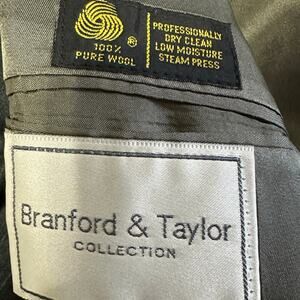 100%
PURE WOOL
®
PROFESSIONALLY
DRY CLEAN
LOW MOISTURE
STEAM PRESS
Branford & Taylor
COLLECTION